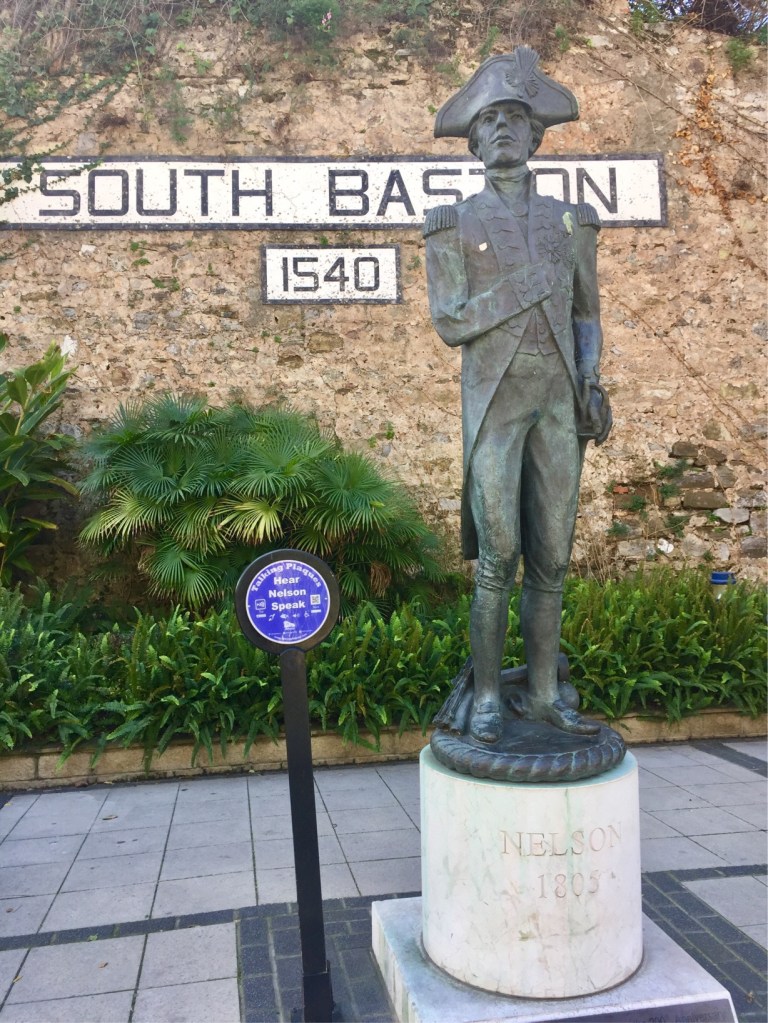 SOUTH BASTION
1540
Talking Plaques
Hear
Nelson
Speak
NELSON
1805